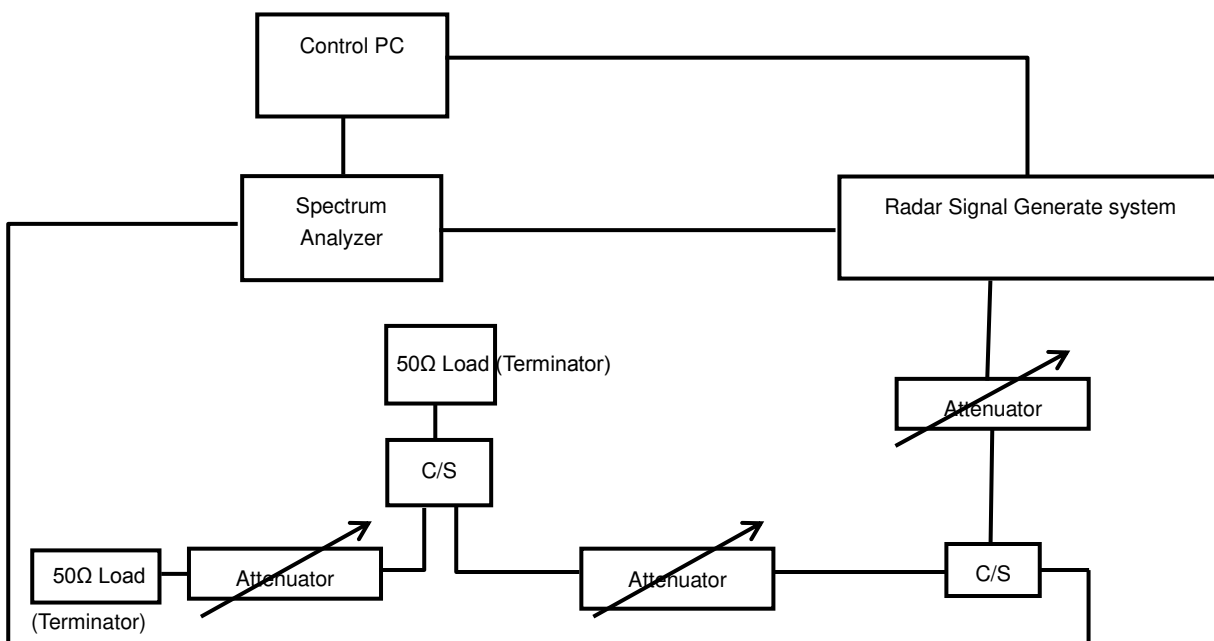 Control PC
Spectrum
Analyzer
Radar Signal Generate system
50Ω Load (Terminator)
Attenuator
C/S
50Ω Load
(Terminator)
Attenuator
Attenuator
C/S